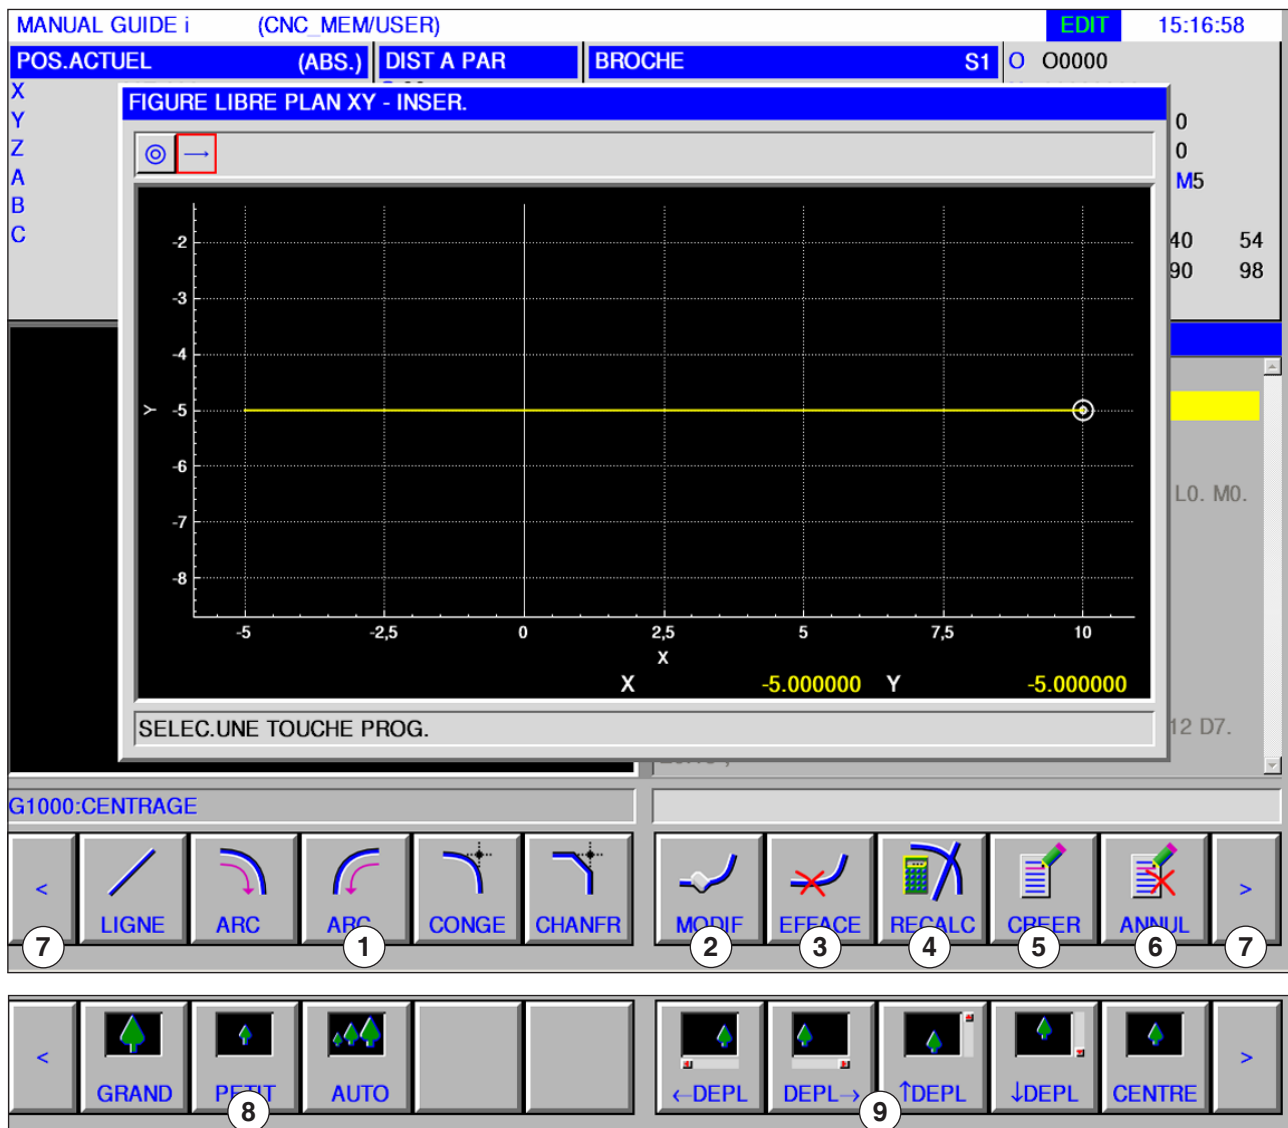 MANUAL GUIDE i (CNC_MEM/USER) EDIT 15:16:58
POS.ACTUEL (ABS.) DIST A PAR BROCHE S1 O O0000
X
FIGURE LIBRE PLAN XY - INSER.
Y 0
Z 0
A M5
B
C 40 54
90 98
-2
-3
-4
Y -5
-6
L0. M0.
-7
-8
-5 -2,5 0 2,5 5 7,5 10
X
X -5.000000 Y -5.000000
SELEC.UNE TOUCHE PROG. 12 D7.
G1000:CENTRAGE
< LIGNE ARC ARC CONGE CHANFR MODIF EFFACE RECALC CREER ANNUL >
7 1 2 3 4 5 6 7
< GRAND PETIT AUTO ←DEPL DEPL→ ↑DEPL ↓DEPL CENTRE >
8 9